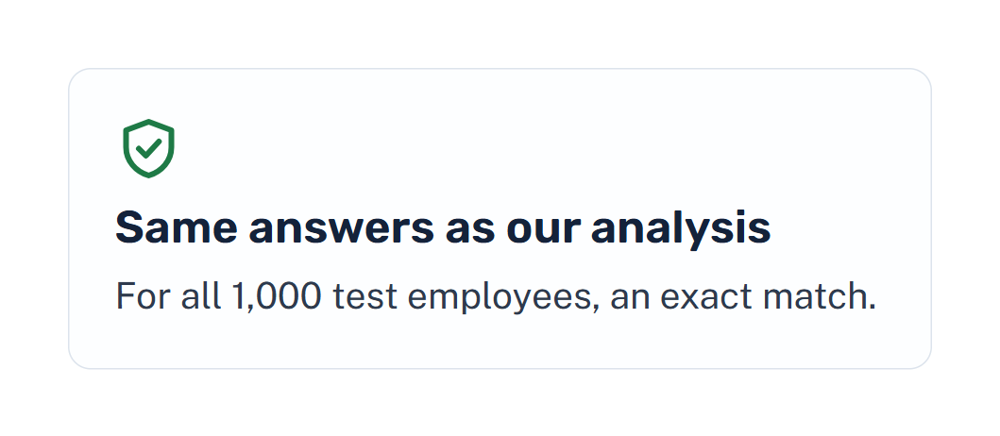 Same answers as our analysis
For all 1,000 test employees, an exact match.